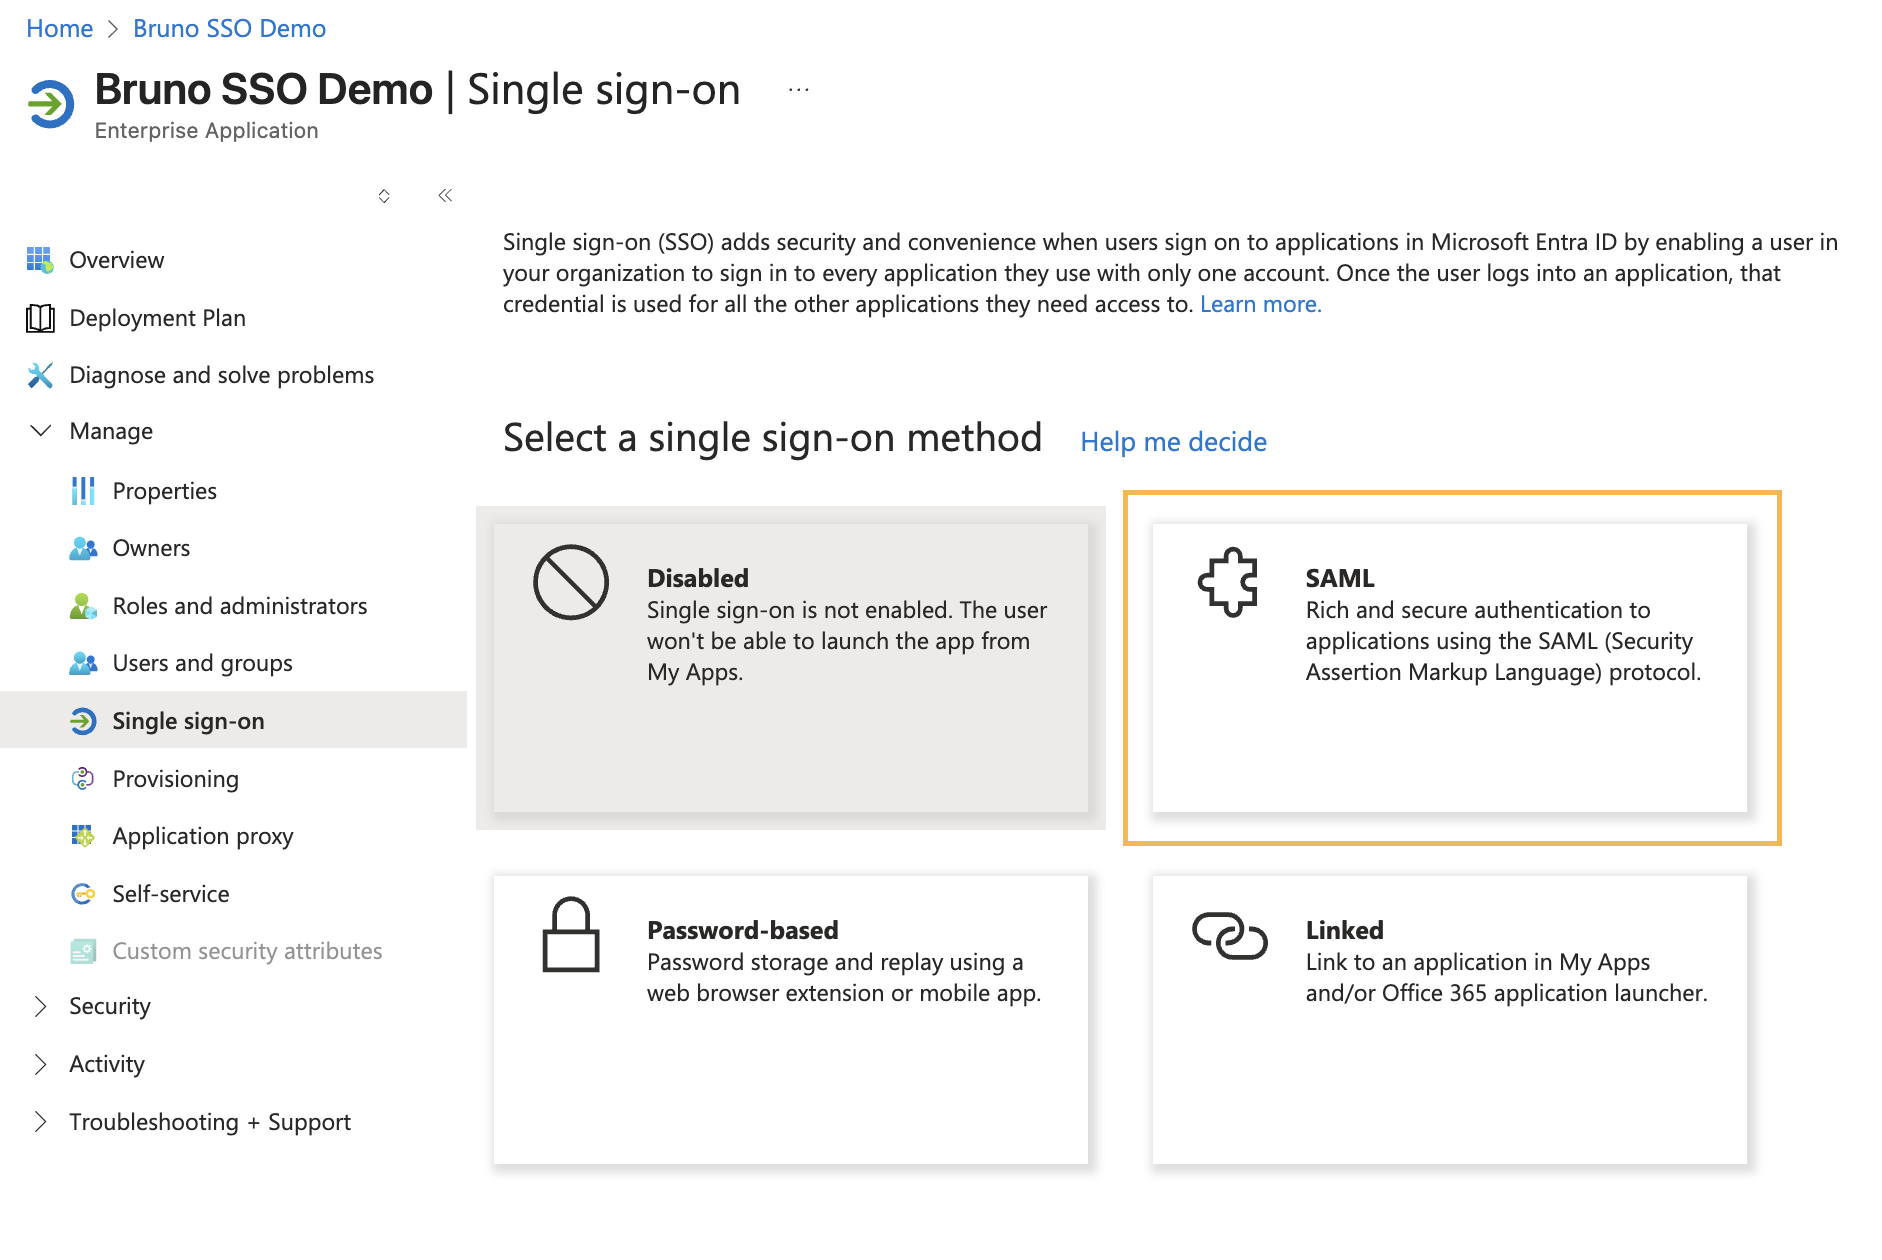 Home > Bruno SSO Demo
Bruno SSO Demo | Single sign-on ...
Enterprise Application
Overview
Deployment Plan
Diagnose and solve problems
Manage
Properties
Owners
Roles and administrators
Users and groups
Single sign-on
Provisioning
Application proxy
Self-service
Custom security attributes
Security
Activity
Troubleshooting + Support
Single sign-on (SSO) adds security and convenience when users sign on to applications in Microsoft Entra ID by enabling a user in
your organization to sign in to every application they use with only one account. Once the user logs into an application, that
credential is used for all the other applications they need access to. Learn more.
Select a single sign-on method Help me decide
Disabled
Single sign-on is not enabled. The user
won't be able to launch the app from
My Apps.
SAML
Rich and secure authentication to
applications using the SAML (Security
Assertion Markup Language) protocol.
Password-based
Password storage and replay using a
web browser extension or mobile app.
Linked
Link to an application in My Apps
and/or Office 365 application launcher.